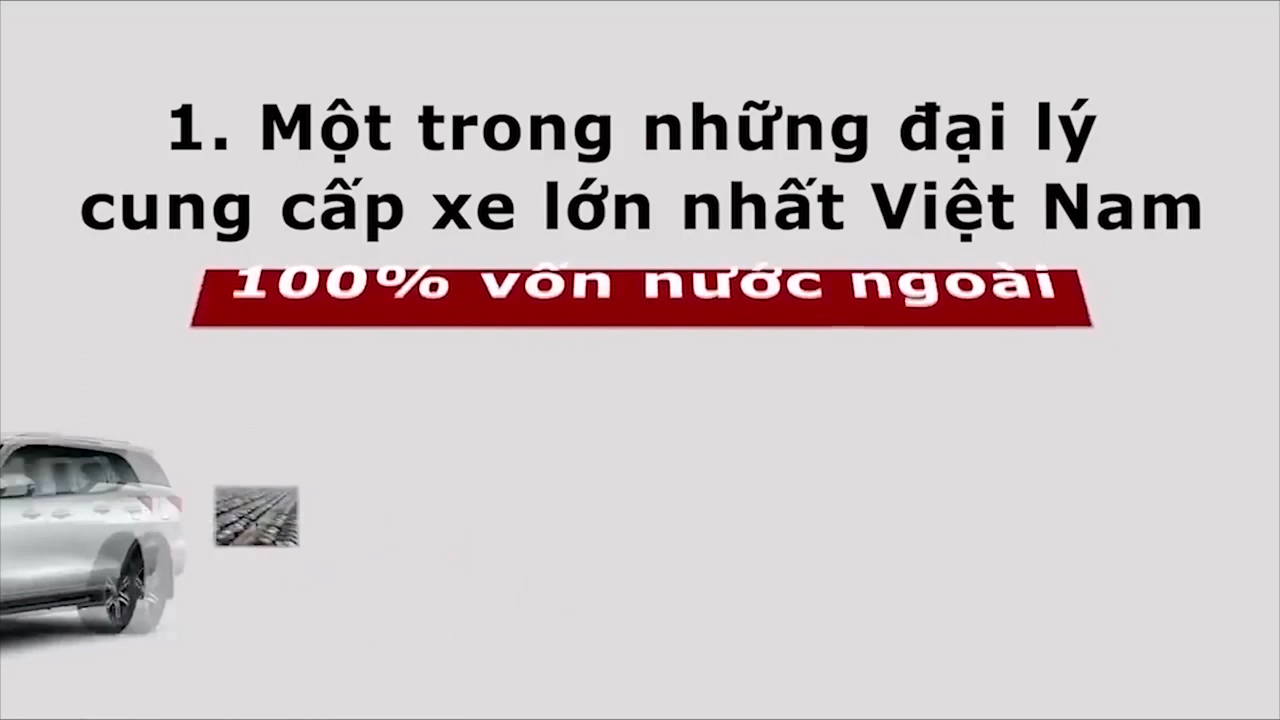 1. Một trong những đại lý
cung cấp xe lớn nhất Việt Nam
100% vốn nước ngoài